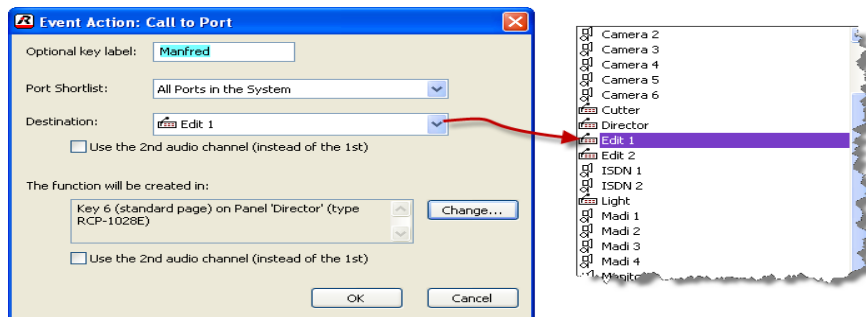 Event Action: Call to Port
Optional key label: Manfred
Port Shortlist: All Ports in the System
Destination: Edit 1
Use the 2nd audio channel (instead of the 1st)
The function will be created in:
Key 6 (standard page) on Panel 'Director' (type
RCP-1028E)
Change...
Use the 2nd audio channel (instead of the 1st)
OK Cancel
Camera 2
Camera 3
Camera 4
Camera 5
Camera 6
Cutter
Director
Edit 1
Edit 2
ISDN 1
ISDN 2
Light
Madi 1
Madi 2
Madi 3
Madi 4